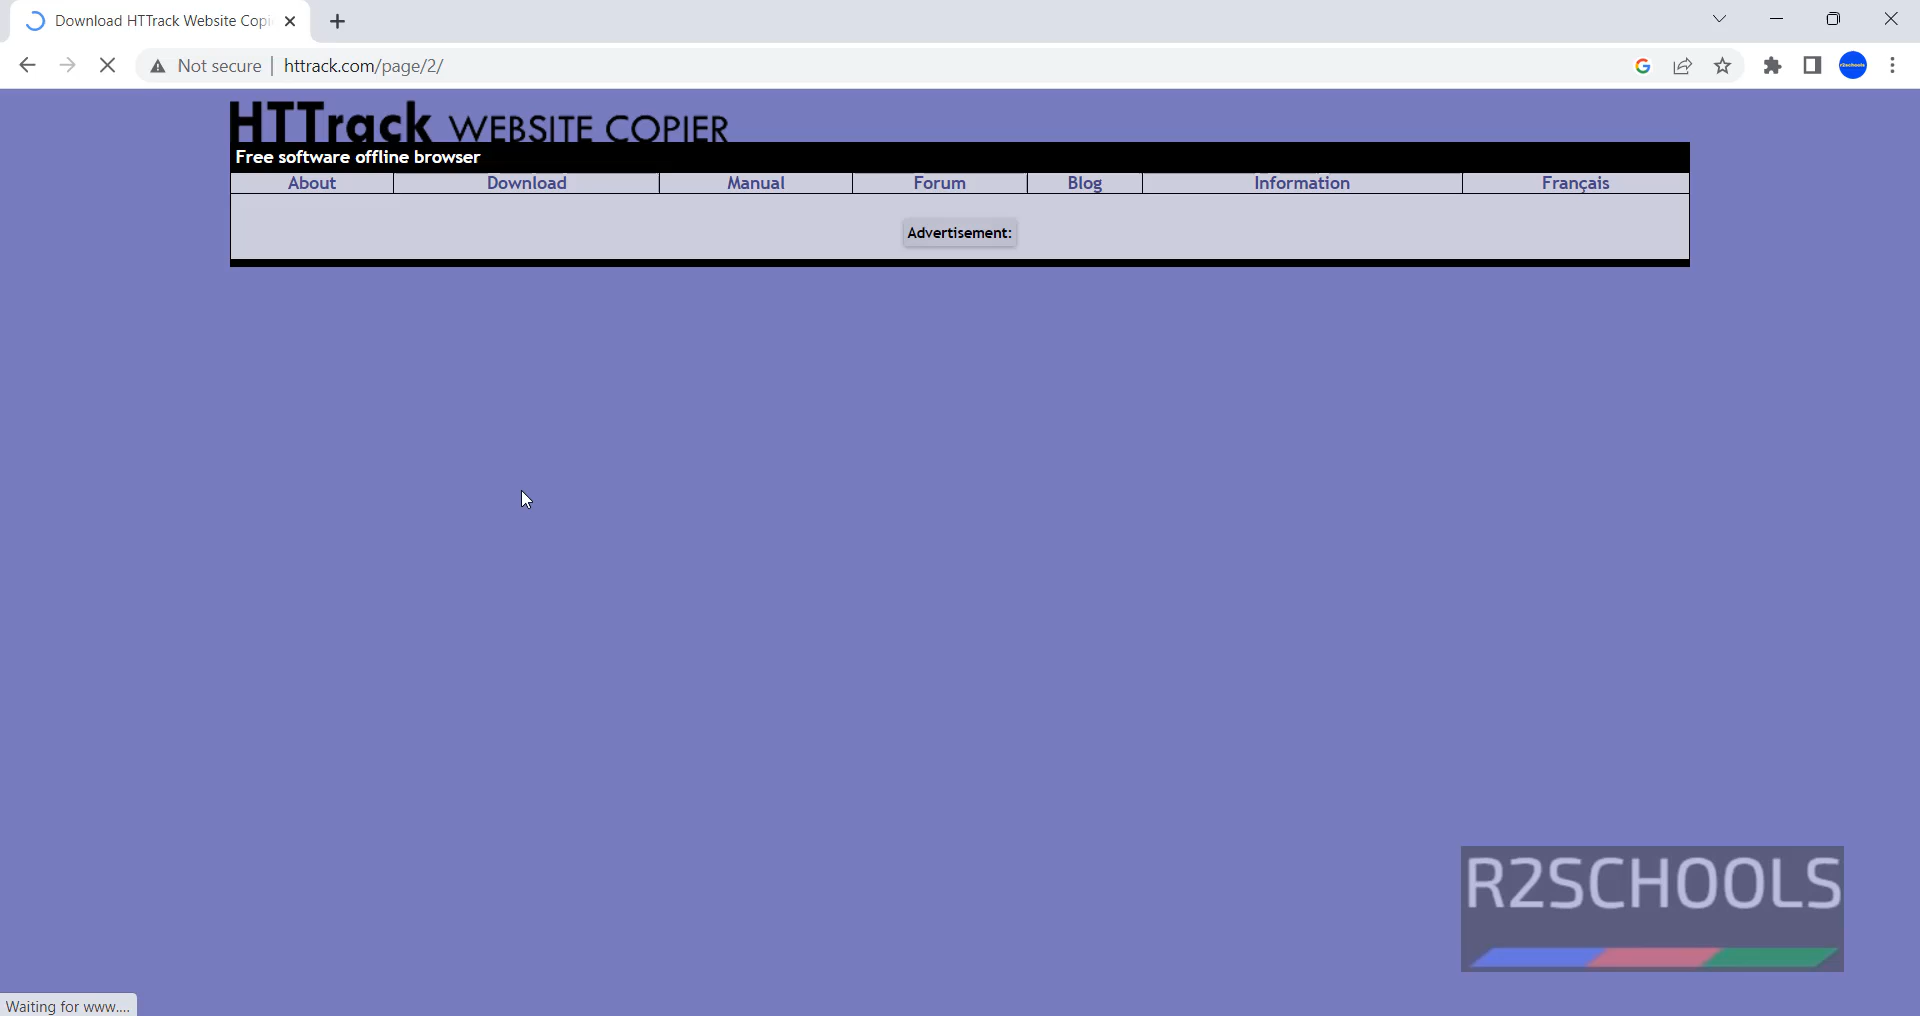 Download HTTrack Website Copi
Not secure
httrack.com/page/2/
HTTrack WEBSITE COPIER
Free software offline browser
About
Download
Manual
Forum
Blog
Information
Français
Advertisement:
R2SCHOOLS
Waiting for www....